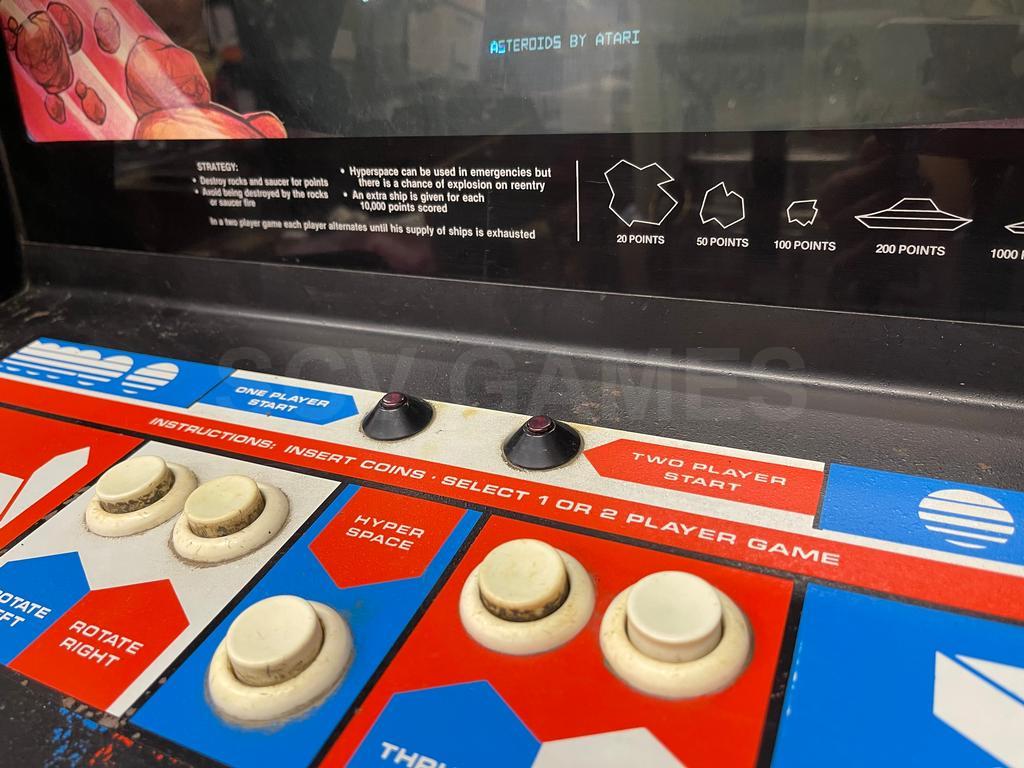 ASTEROIDS BY ATARI
STRATEGY:
• Destroy rocks and saucer for points
• Avoid being destroyed by the rocks
or saucer fire
• Hyperspace can be used in emergencies but
there is a chance of explosion on reentry
• An extra ship is given for each
10,000 points scored
In a two player game each player alternates until his supply of ships is exhausted
20 POINTS
50 POINTS
100 POINTS
200 POINTS
1000
SCV GAMES
ONE PLAYER
START
TWO PLAYER
START
INSTRUCTIONS: INSERT COINS · SELECT 1 OR 2 PLAYER GAME
HYPER
SPACE
ROTATE
RIGHT